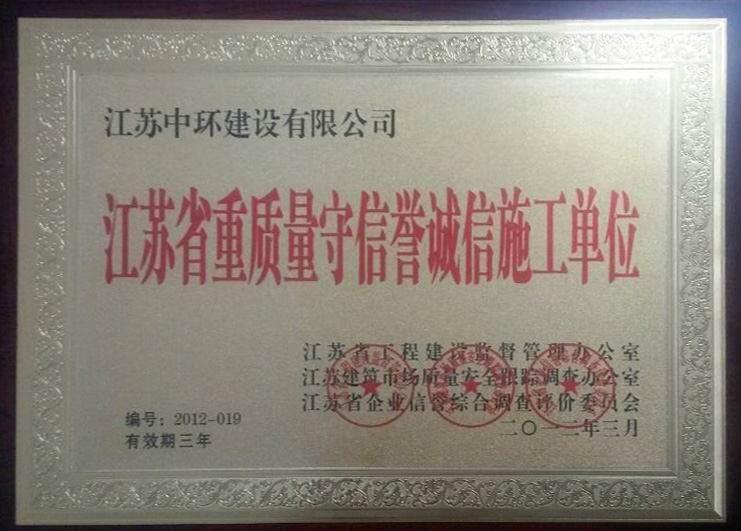 江苏中环建设有限公司
江苏省重质量守信誉诚信施工单位
江苏省工程建设监督管理办公室
江苏建筑市场质量安全跟踪调查办公室
江苏省企业信誉综合调查评价委员会
二〇一二年三月
编号：2012-019
有效期三年